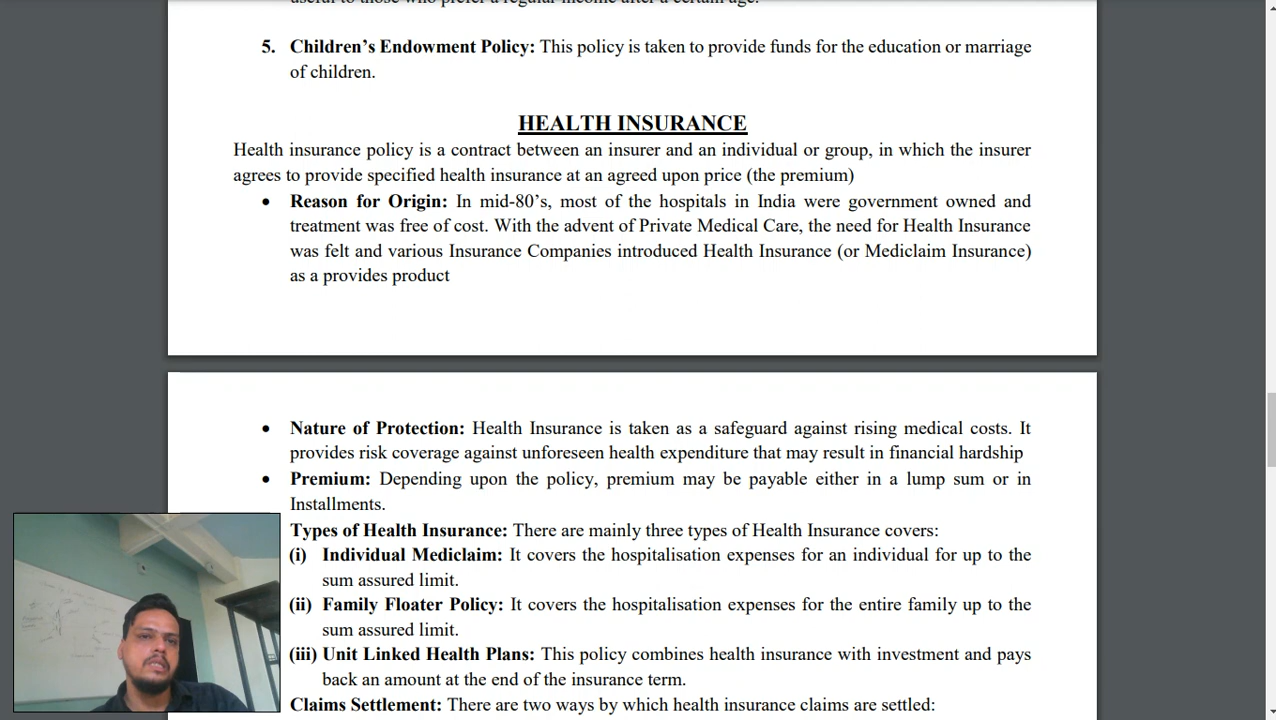 5. Children's Endowment Policy: This policy is taken to provide funds for the education or marriage
of children.
HEALTH INSURANCE
Health insurance policy is a contract between an insurer and an individual or group, in which the insurer
agrees to provide specified health insurance at an agreed upon price (the premium)
• Reason for Origin: In mid-80's, most of the hospitals in India were government owned and
treatment was free of cost. With the advent of Private Medical Care, the need for Health Insurance
was felt and various Insurance Companies introduced Health Insurance (or Mediclaim Insurance)
as a provides product
• Nature of Protection: Health Insurance is taken as a safeguard against rising medical costs. It
provides risk coverage against unforeseen health expenditure that may result in financial hardship
• Premium: Depending upon the policy, premium may be payable either in a lump sum or in
Installments.
Types of Health Insurance: There are mainly three types of Health Insurance covers:
(i) Individual Mediclaim: It covers the hospitalisation expenses for an individual for up to the
sum assured limit.
(ii) Family Floater Policy: It covers the hospitalisation expenses for the entire family up to the
sum assured limit.
(iii) Unit Linked Health Plans: This policy combines health insurance with investment and pays
back an amount at the end of the insurance term.
Claims Settlement: There are two ways by which health insurance claims are settled: